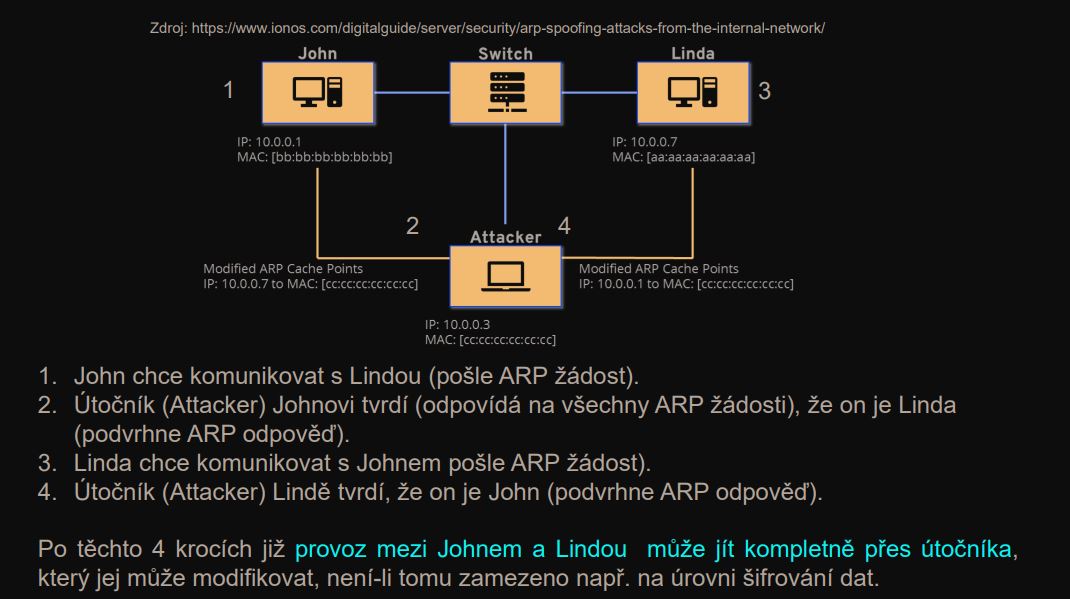 Zdroj: https://www.ionos.com/digitalguide/server/security/arp-spoofing-attacks-from-the-internal-network/
John
Switch
Linda
1
3
IP: 10.0.0.1
MAC: [bb:bb:bb:bb:bb:bb]
IP: 10.0.0.7
MAC: [aa:aa:aa:aa:aa:aa]
2
4
Attacker
Modified ARP Cache Points
IP: 10.0.0.7 to MAC: [cc:cc:cc:cc:cc:cc]
Modified ARP Cache Points
IP: 10.0.0.1 to MAC: [cc:cc:cc:cc:cc:cc]
IP: 10.0.0.3
MAC: [cc:cc:cc:cc:cc:cc]
1. John chce komunikovat s Lindou (pošle ARP žádost).
2. Útočník (Attacker) Johnovi tvrdí (odpovídá na všechny ARP žádosti), že on je Linda
(podvrhne ARP odpověď).
3. Linda chce komunikovat s Johnem pošle ARP žádost).
4. Útočník (Attacker) Lindě tvrdí, že on je John (podvrhne ARP odpověď).
Po těchto 4 krocích již provoz mezi Johnem a Lindou může jít kompletně přes útočníka,
který jej může modifikovat, není-li tomu zamezeno např. na úrovni šifrování dat.